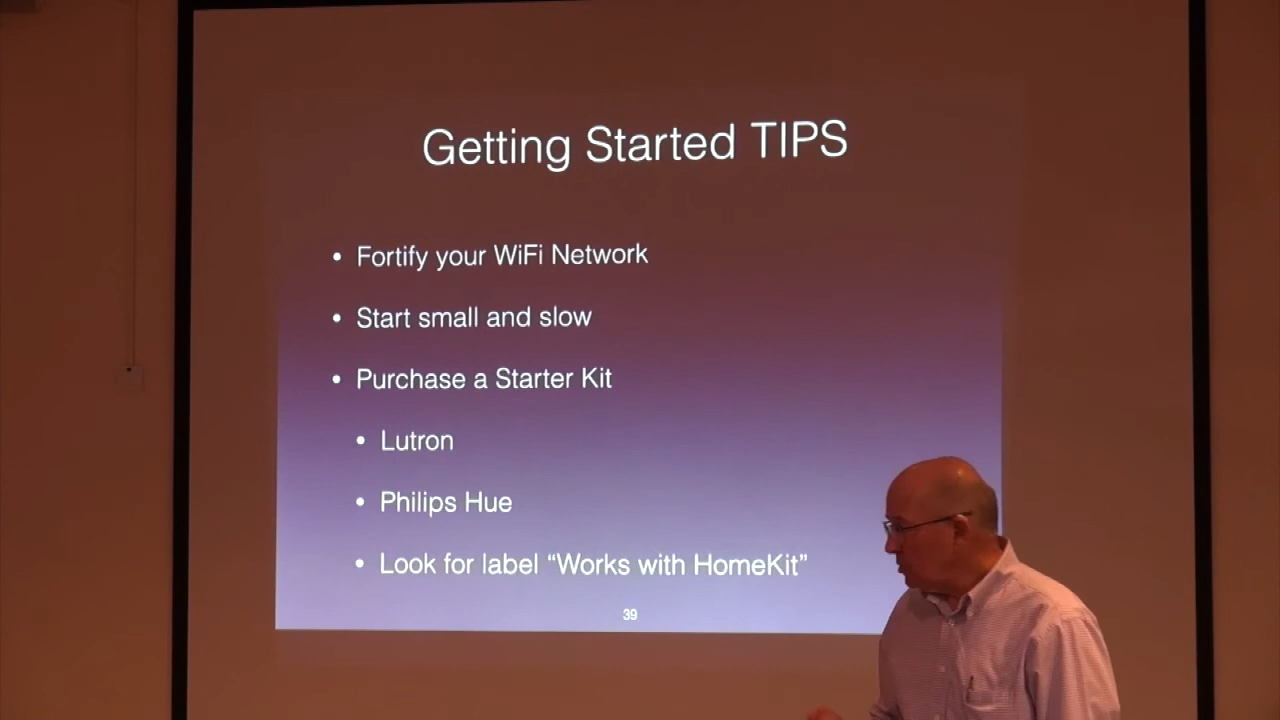 Getting Started TIPS
• Fortify your WiFi Network
• Start small and slow
• Purchase a Starter Kit
• Lutron
• Philips Hue
• Look for label “Works with HomeKit”
39